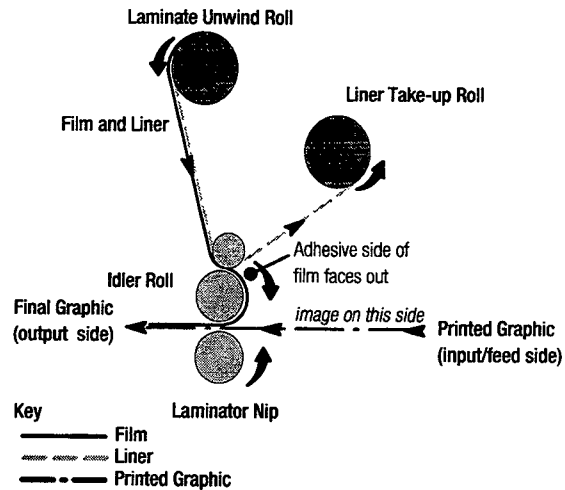 Laminate Unwind Roll
Liner Take-up Roll
Film and Liner
Adhesive side of
film faces out
Idler Roll
Final Graphic
(output side)
image on this side
Printed Graphic
(input/feed side)
Laminator Nip
Key
Film
Liner
Printed Graphic